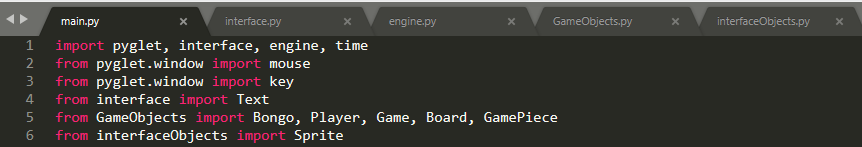 main.py × interface.py × engine.py × GameObjects.py × interfaceObjects.py ×
1 import pyglet, interface, engine, time
2 from pyglet.window import mouse
3 from pyglet.window import key
4 from interface import Text
5 from GameObjects import Bongo, Player, Game, Board, GamePiece
6 from interfaceObjects import Sprite